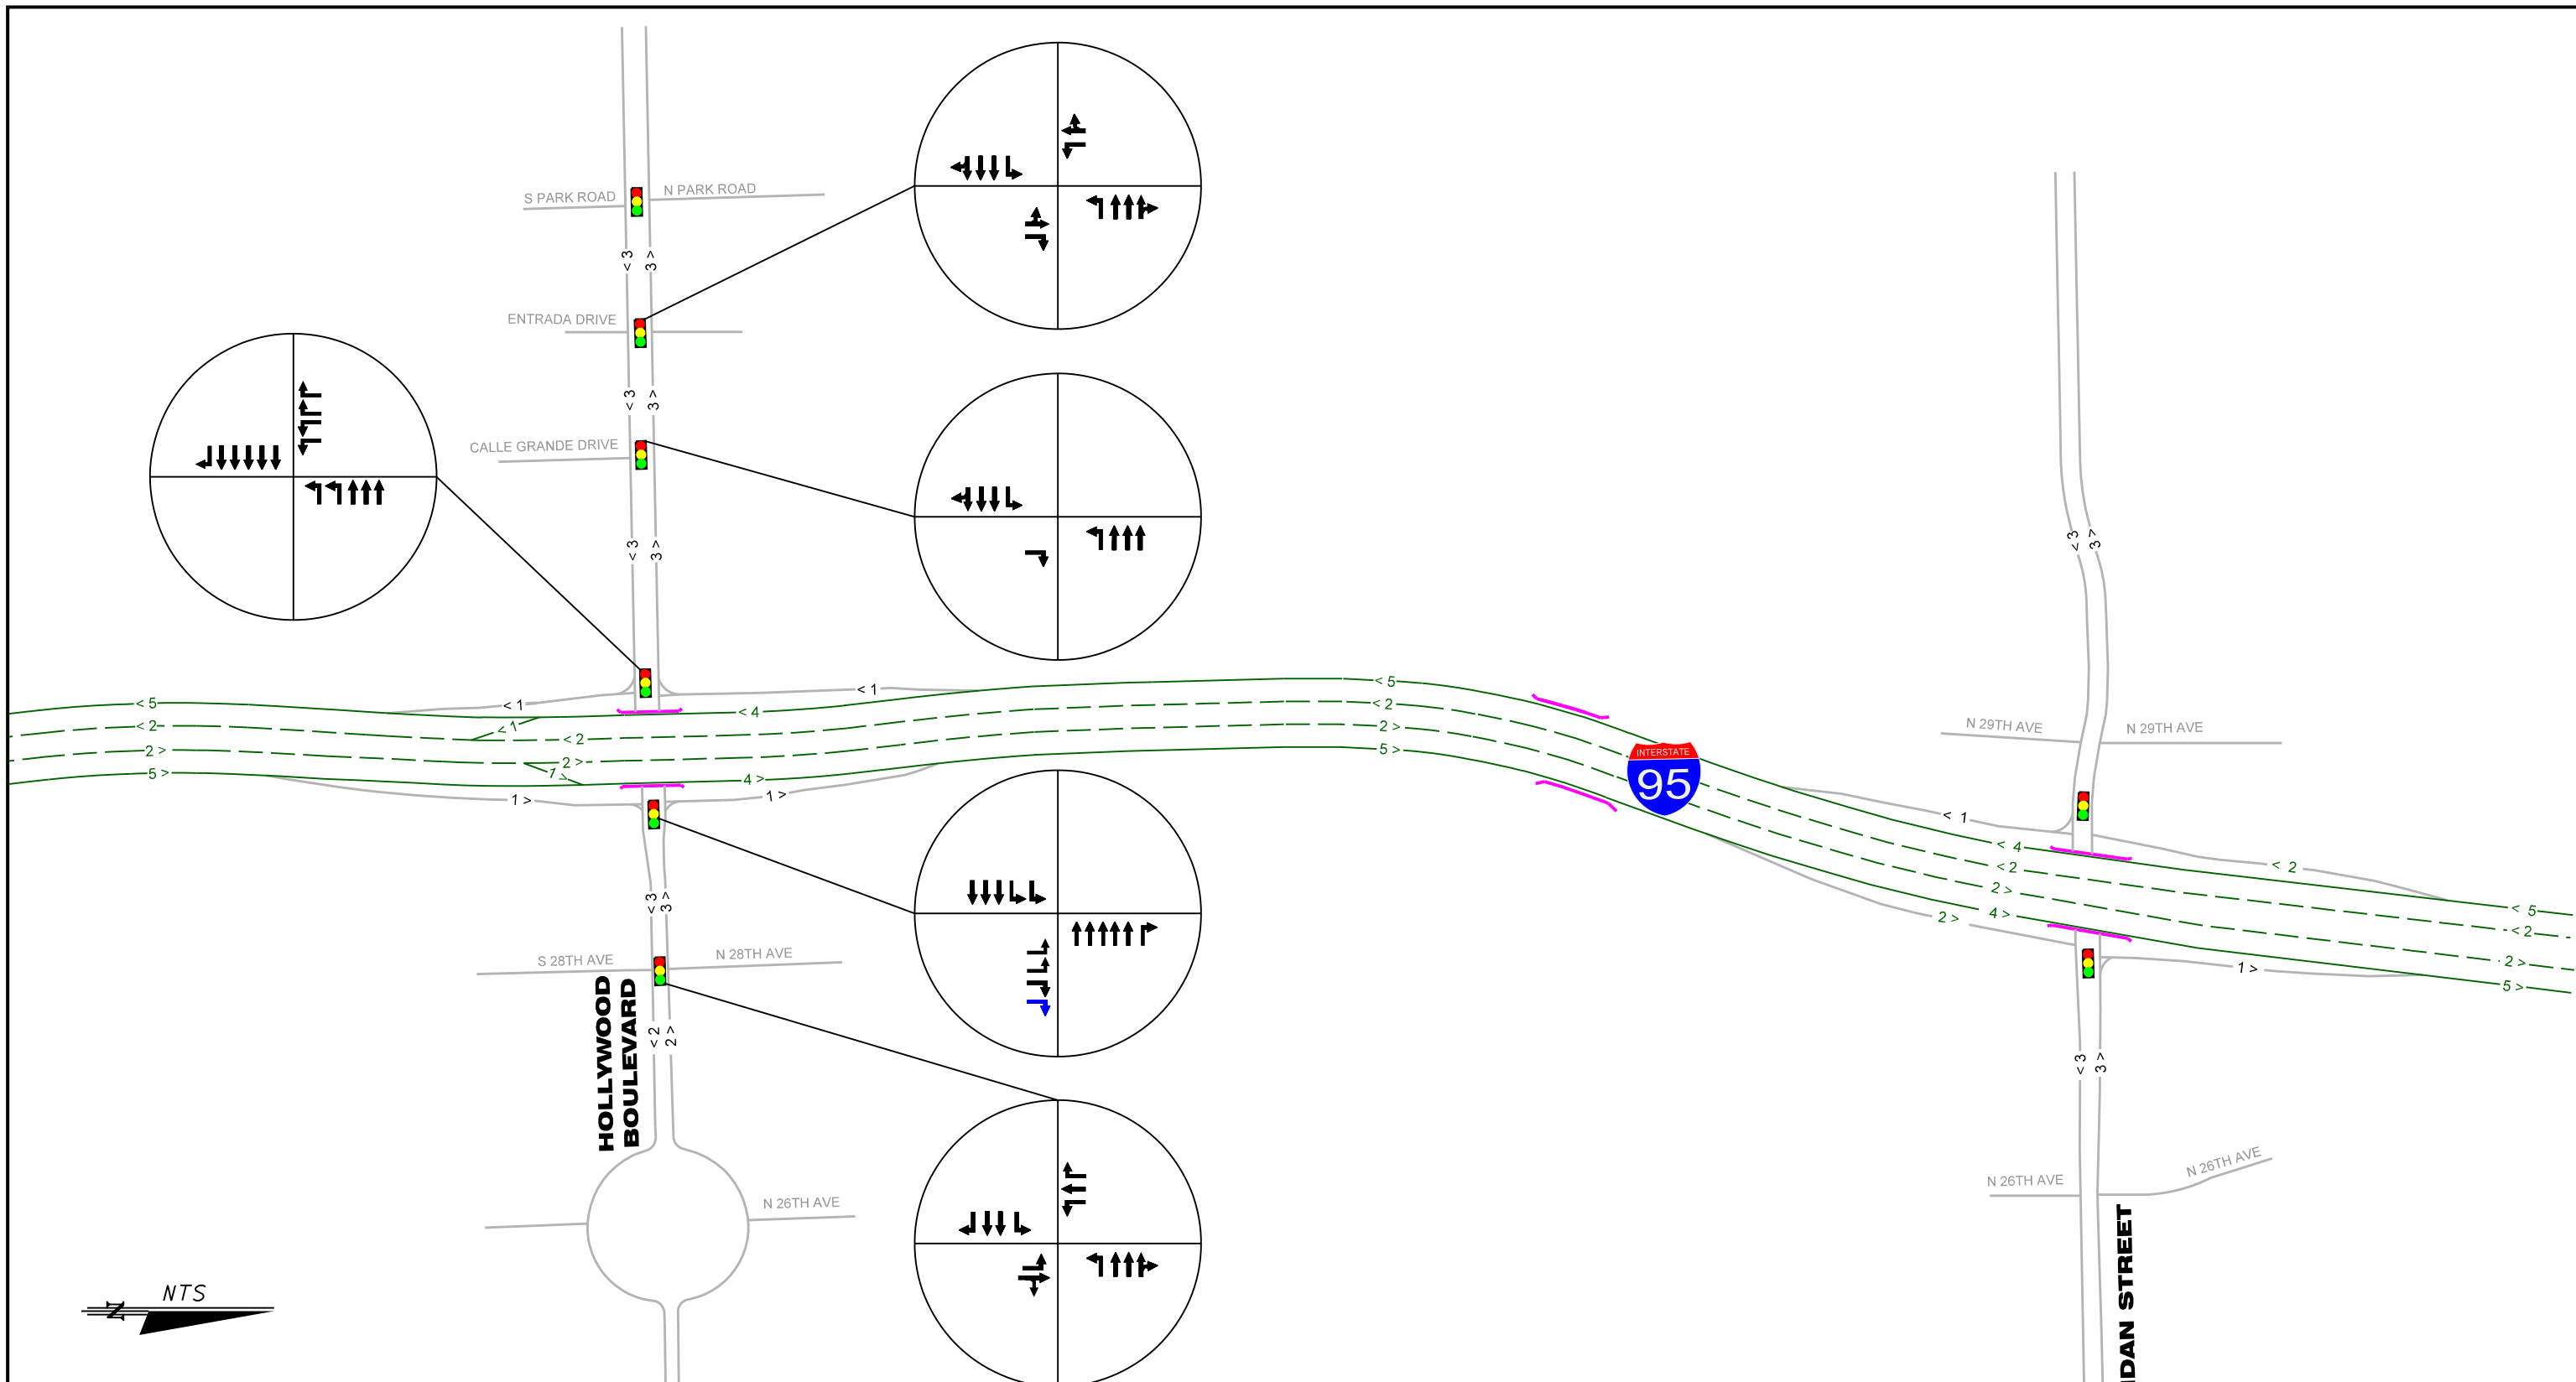 S PARK ROAD
N PARK ROAD
< 3
3 >
ENTRADA DRIVE
< 3
3 >
CALLE GRANDE DRIVE
< 3
3 >
< 3
3 >
< 5
< 2
2 >
5 >
< 1
< 1
< 1
< 4
< 2
2 >
1 >
4 >
1 >
1 >
< 5
< 2
2 >
5 >
INTERSTATE
95
N 29TH AVE
N 29TH AVE
< 1
< 4
< 2
2 >
4 >
2 >
< 2
1 >
< 5
< 2
2 >
5 >
< 3
3 >
S 28TH AVE
N 28TH AVE
HOLLYWOOD
BOULEVARD
< 2
2 >
< 3
3 >
N 26TH AVE
N 26TH AVE
N 26TH AVE
DAN STREET
NTS
N